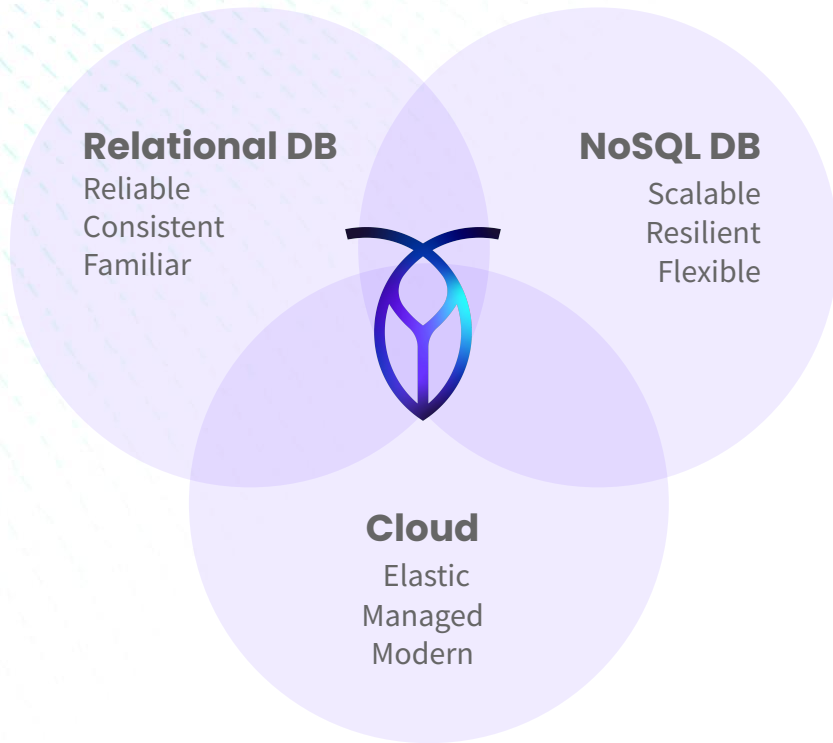 Relational DB
Reliable
Consistent
Familiar
NoSQL DB
Scalable
Resilient
Flexible
Cloud
Elastic
Managed
Modern